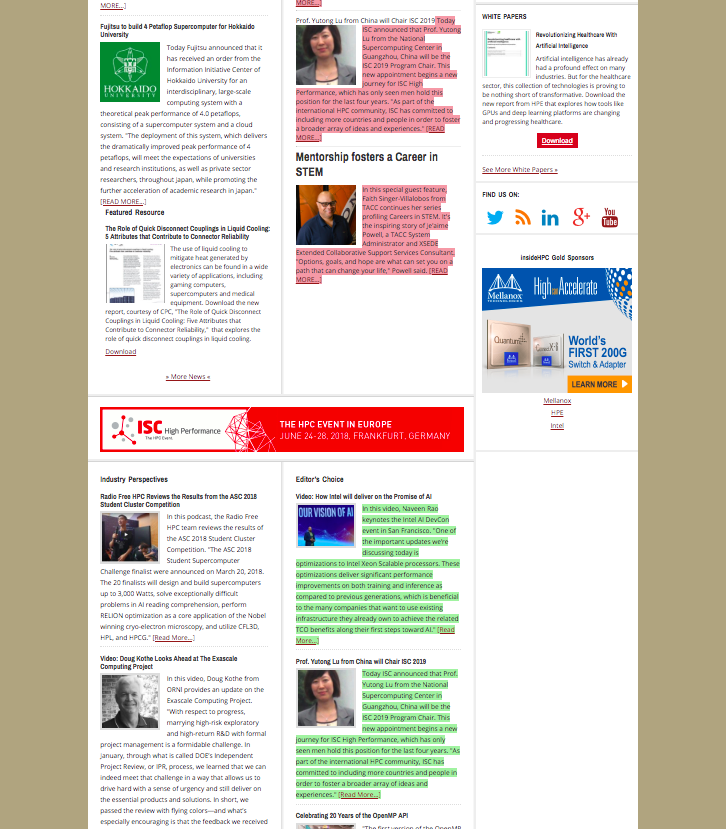 MORE...]
Fujitsu to build 4 Petaflop Supercomputer for Hokkaido
University
HOKKAIDO
UNIVERSITY
Today Fujitsu announced that it
has received an order from the
Information Initiative Center of
Hokkaido University for an
interdisciplinary, large-scale
computing system with a
theoretical peak performance of 4.0 petaflops,
consisting of a supercomputer system and a cloud
system. "The deployment of this system, which delivers
the dramatically improved peak performance of 4
petaflops, will meet the expectations of universities
and research institutions, as well as private sector
researchers, throughout Japan, while promoting the
further acceleration of academic research in Japan."
[READ MORE...]
Featured Resource
The Role of Quick Disconnect Couplings in Liquid Cooling:
5 Attributes that Contribute to Connector Reliability
The use of liquid cooling to
mitigate heat generated by
electronics can be found in a wide
variety of applications, including
gaming computers,
supercomputers and medical
equipment. Download the new
report, courtesy of CPC, "The Role of Quick Disconnect
Couplings in Liquid Cooling: Five Attributes that
Contribute to Connector Reliability," that explores the
role of quick disconnect couplings in liquid cooling.
Download
» More News «
MORE...]
Prof. Yutong Lu from China will Chair ISC 2019 Today
ISC announced that Prof. Yutong
Lu from the National
Supercomputing Center in
Guangzhou, China will be the
ISC 2019 Program Chair. This
new appointment begins a new
journey for ISC High
Performance, which has only seen men hold this
position for the last four years. "As part of the
international HPC community, ISC has committed to
including more countries and people in order to foster
a broader array of ideas and experiences." [READ
MORE...]
Mentorship fosters a Career in
STEM
In this special guest feature,
Faith Singer-Villalobos from
TACC continues her series
profiling Careers in STEM. It's
the inspiring story of Je'aime
Powell, a TACC System
Administrator and XSEDE
Extended Collaborative Support Services Consultant.
"Options, goals, and hope are what can set you on a
path that can change your life," Powell said. [READ
MORE...]
WHITE PAPERS
Revolutionizing Healthcare With
Artificial Intelligence
Artificial intelligence has already
had a profound effect on many
industries. But for the healthcare
sector, this collection of technologies is proving to
be nothing short of transformative. Download the
new report from HPE that explores how tools like
GPUs and deep learning platforms are changing
and progressing healthcare.
Download
See More White Papers »
FIND US ON:
in
g+
You
Tube
insideHPC Gold Sponsors
Mellanox
TECHNOLOGIES
High can Accelerate
Quantum
ConnectX-6
World's
FIRST 200G
Switch & Adapter
LEARN MORE
Mellanox
HPE
Intel
ISC High Performance
The HPC Event.
THE HPC EVENT IN EUROPE
JUNE 24-28, 2018, FRANKFURT, GERMANY
Industry Perspectives
Radio Free HPC Reviews the Results from the ASC 2018
Student Cluster Competition
In this podcast, the Radio Free
HPC team reviews the results of
the ASC 2018 Student Cluster
Competition. "The ASC 2018
Student Supercomputer
Challenge finalist were announced on March 20, 2018.
The 20 finalists will design and build supercomputers
up to 3,000 Watts, solve exceptionally difficult
problems in AI reading comprehension, perform
RELION optimization as a core application of the Nobel
winning cryo-electron microscopy, and utilize CFL3D,
HPL, and HPCG." [Read More...]
Video: Doug Kothe Looks Ahead at The Exascale
Computing Project
In this video, Doug Kothe from
ORNl provides an update on the
Exascale Computing Project.
"With respect to progress,
marrying high-risk exploratory
and high-return R&D with formal
project management is a formidable challenge. In
January, through what is called DOE's Independent
Project Review, or IPR, process, we learned that we can
indeed meet that challenge in a way that allows us to
drive hard with a sense of urgency and still deliver on
the essential products and solutions. In short, we
passed the review with flying colors—and what's
especially encouraging is that the feedback we received
Editor's Choice
Video: How Intel will deliver on the Promise of AI
OUR VISION OF AI
In this video, Naveen Rao
keynotes the Intel AI DevCon
event in San Francisco. "One of
the important updates we're
discussing today is
optimizations to Intel Xeon Scalable processors. These
optimizations deliver significant performance
improvements on both training and inference as
compared to previous generations, which is beneficial
to the many companies that want to use existing
infrastructure they already own to achieve the related
TCO benefits along their first steps toward AI." [Read
More...]
Prof. Yutong Lu from China will Chair ISC 2019
Today ISC announced that Prof.
Yutong Lu from the National
Supercomputing Center in
Guangzhou, China will be the
ISC 2019 Program Chair. This
new appointment begins a new
journey for ISC High Performance, which has only
seen men hold this position for the last four years. "As
part of the international HPC community, ISC has
committed to including more countries and people in
order to foster a broader array of ideas and
experiences." [Read More...]
Celebrating 20 Years of the OpenMP API
"The first version of the OpenMP